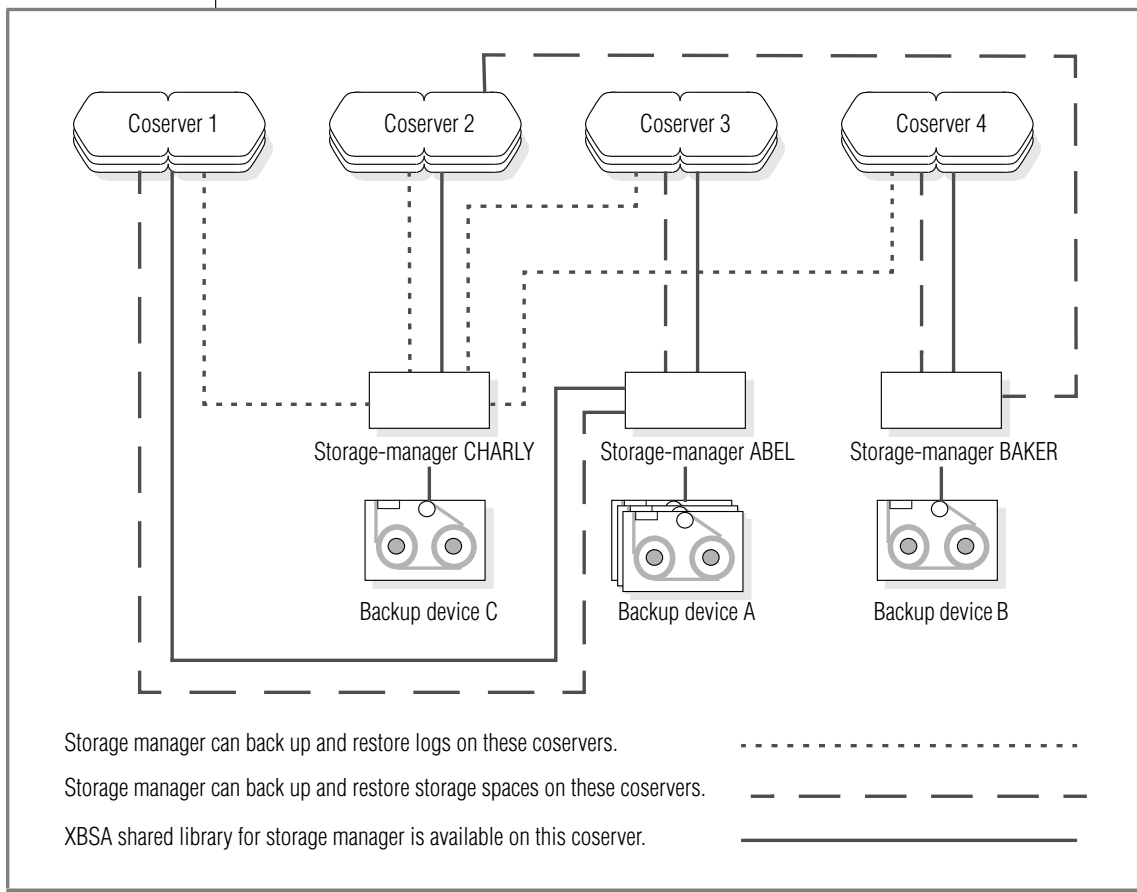 Coserver 1
Coserver 2
Coserver 3
Coserver 4
Storage-manager CHARLY
Storage-manager ABEL
Storage-manager BAKER
Backup device C
Backup device A
Backup device B
Storage manager can back up and restore logs on these coservers.
Storage manager can back up and restore storage spaces on these coservers.
XBSA shared library for storage manager is available on this coserver.